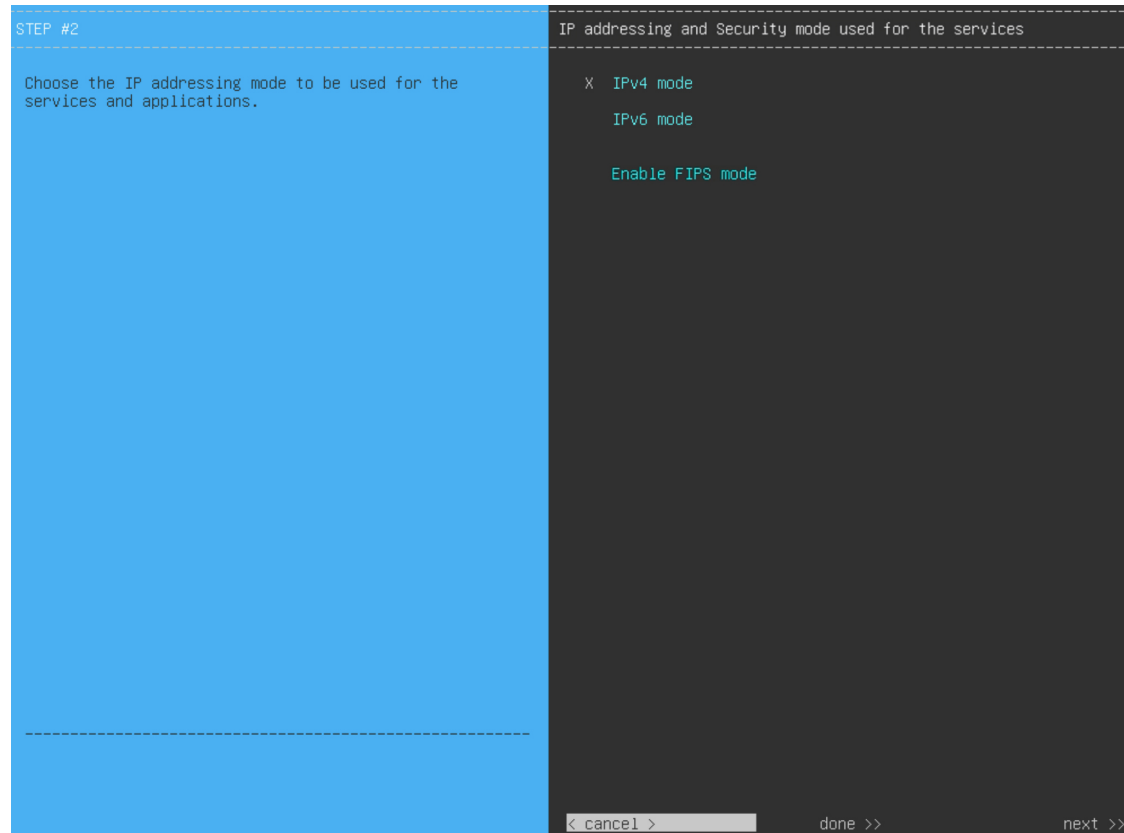 STEP #2
Choose the IP addressing mode to be used for the
services and applications.
IP addressing and Security mode used for the services
X IPv4 mode
IPv6 mode
Enable FIPS mode
< cancel > done >> next >>